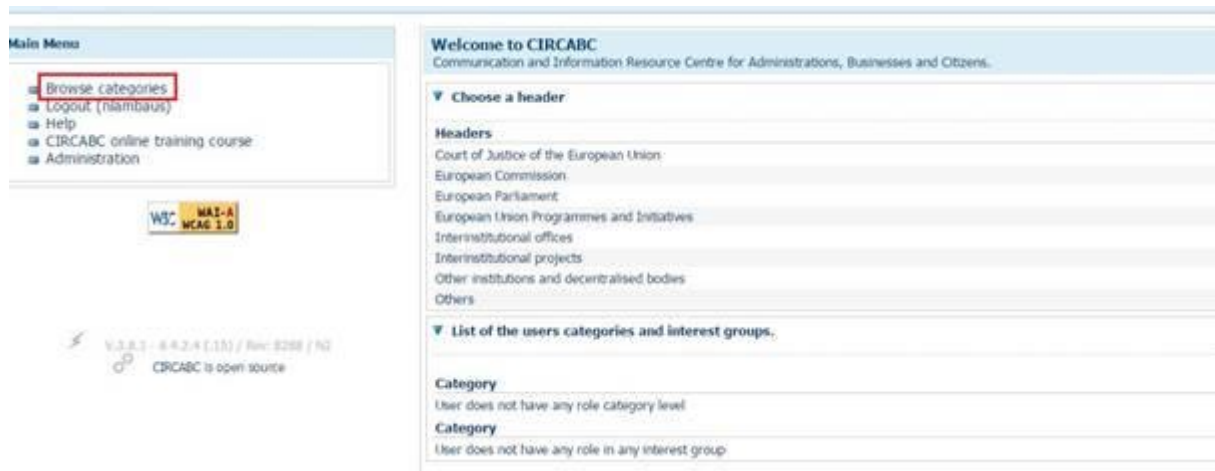 Main Menu
Browse categories
Logout (nlambaus)
Help
CIRCABC online training course
Administration
W3C WAI-A
WCAG 1.0
CIRCABC is open source
Welcome to CIRCABC
Communication and Information Resource Centre for Administrations, Businesses and Citizens.
Choose a header
Headers
Court of Justice of the European Union
European Commission
European Parliament
European Union Programmes and Initiatives
Interinstitutional offices
Interinstitutional projects
Other institutions and decentralised bodies
Others
List of the users categories and interest groups.
Category
User does not have any role category level
Category
User does not have any role in any interest group